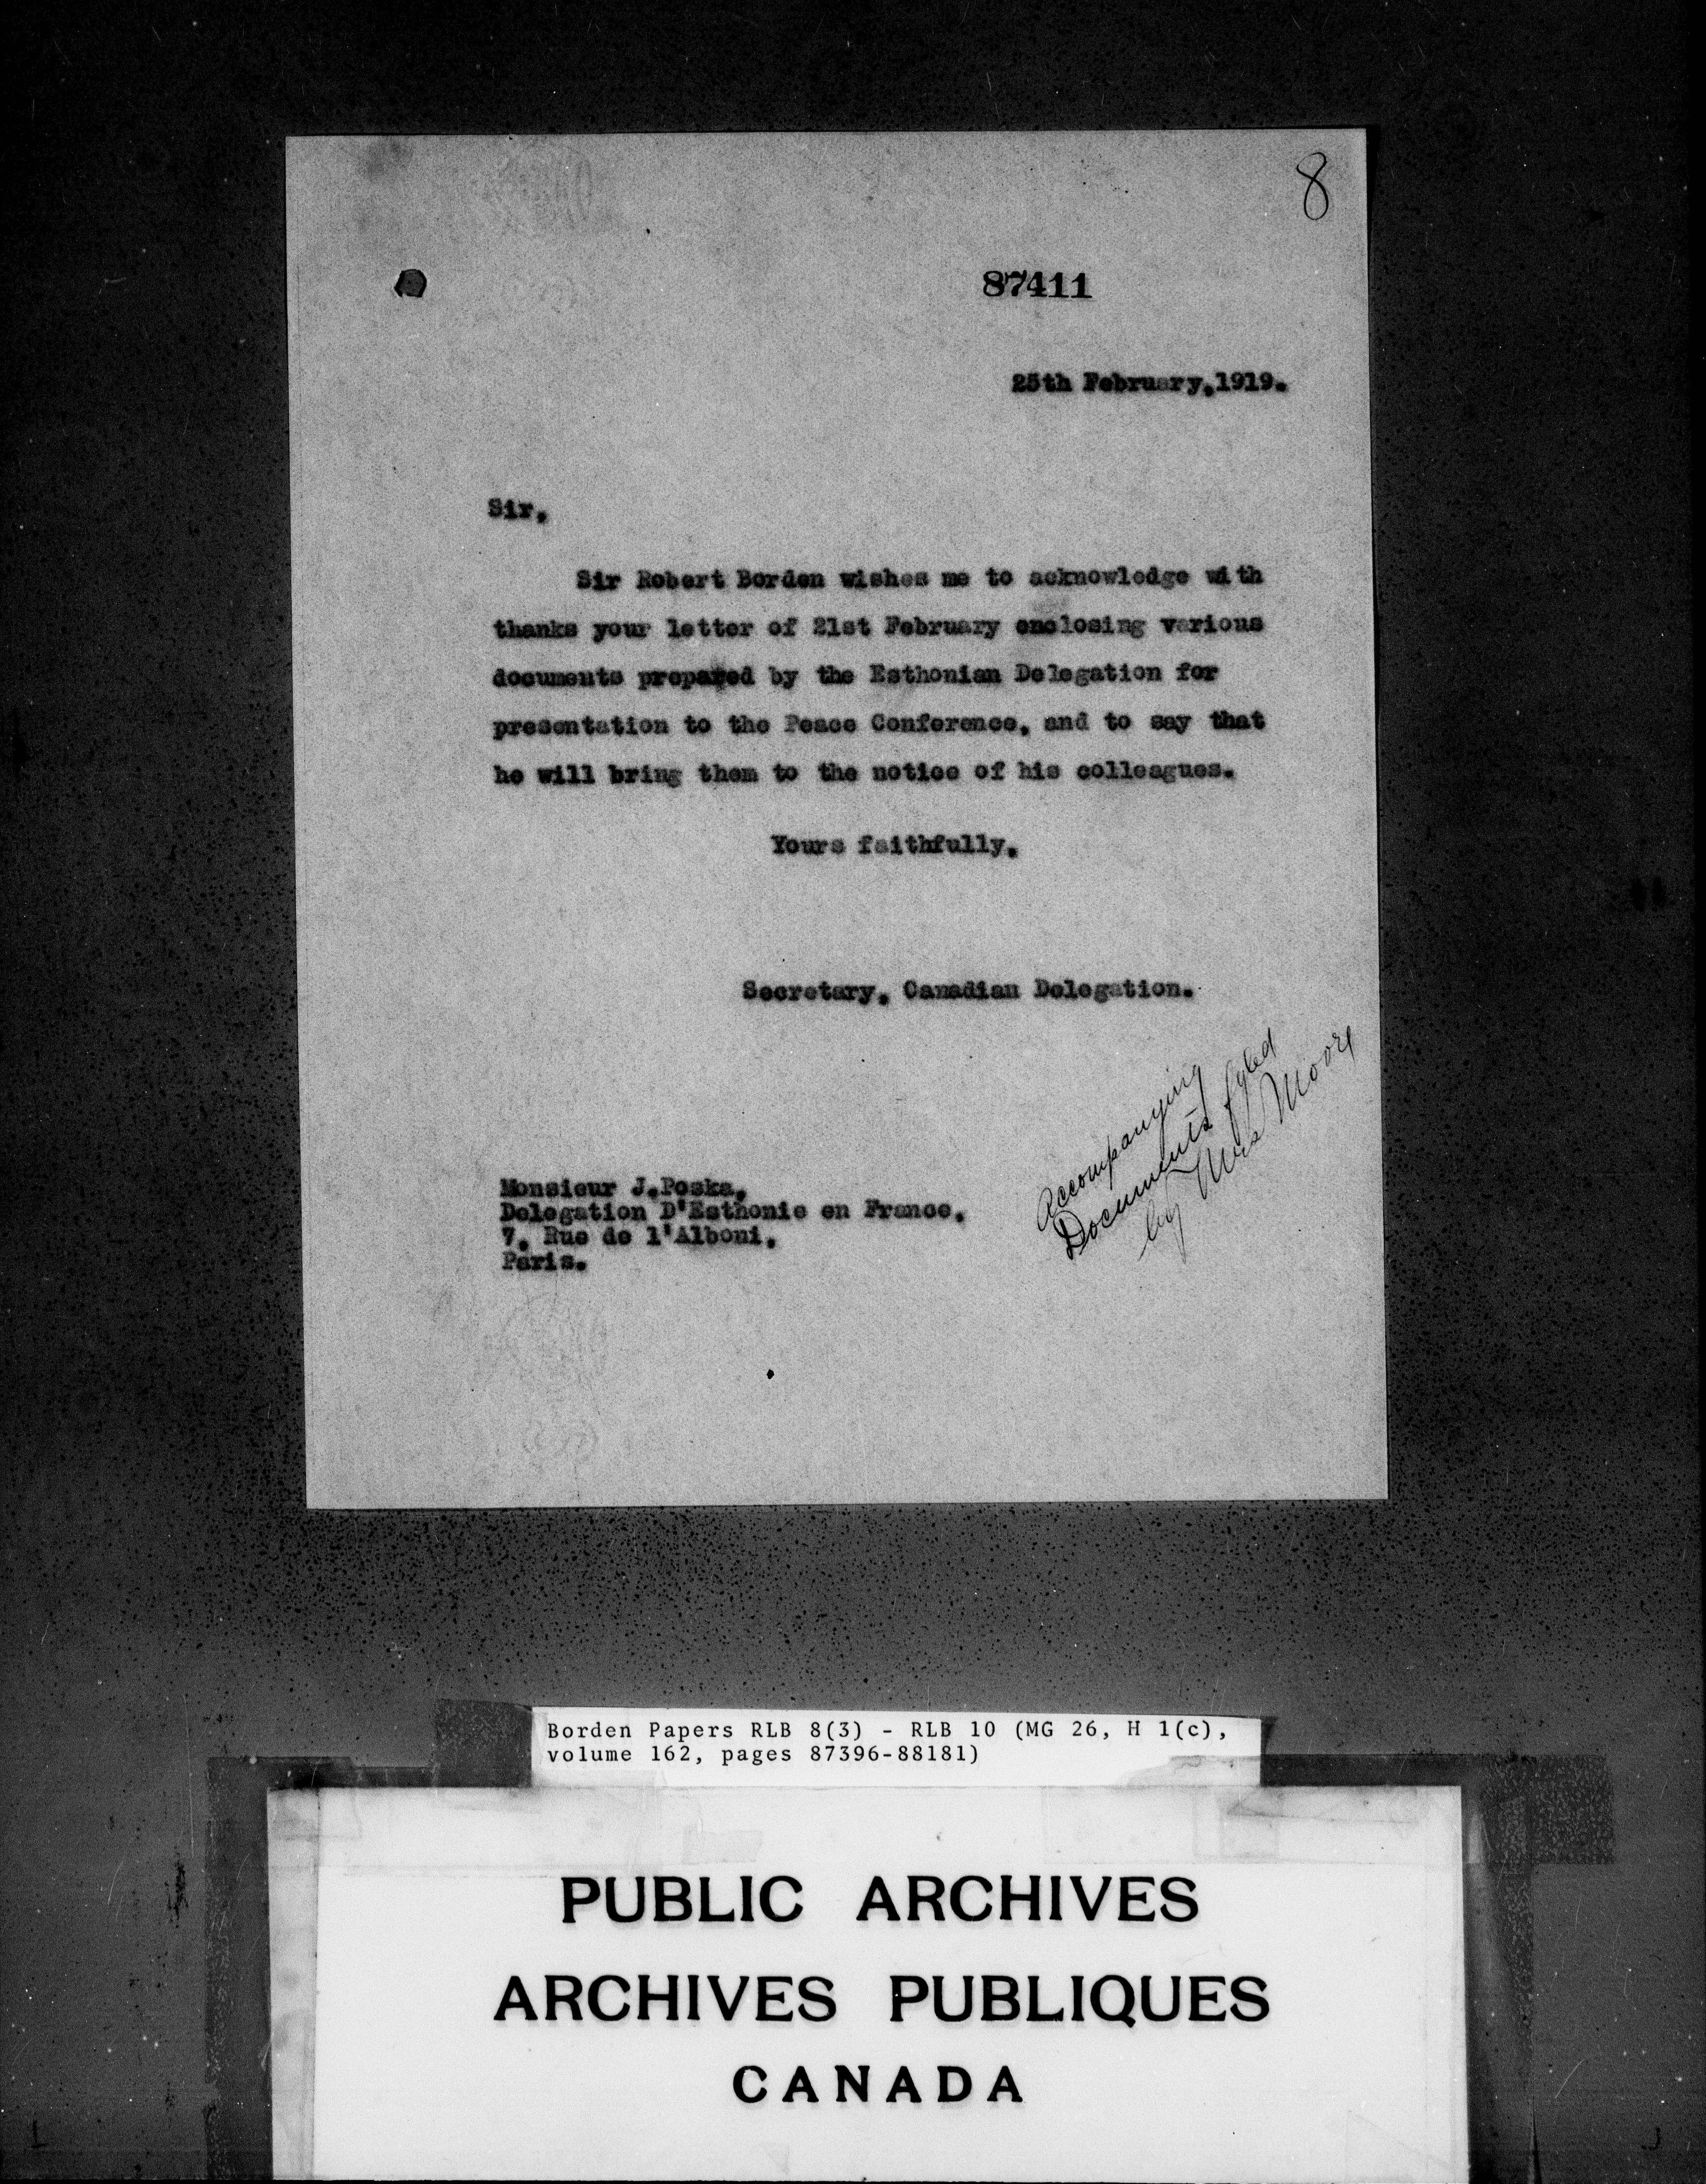 8
87411
25th February,1919.
Sir,
Sir Robert Borden wishes me to acknowledge with
thanks your letter of 21st February enclosing various
documents prepared by the Esthonian Delegation for
presentation to the Peace Conference, and to say that
he will bring them to the notice of his colleagues.
Yours faithfully,
Secretary, Canadian Delegation.
Accompanying
Documents fyled
by Miss Moore
Monsieur J.Poska,
Delegation D'Esthonie en France,
7, Rue de l'Alboni,
Paris.
Borden Papers RLB 8(3) - RLB 10 (MG 26, H 1(c),
volume 162, pages 87396-88181)
PUBLIC ARCHIVES
ARCHIVES PUBLIQUES
CANADA